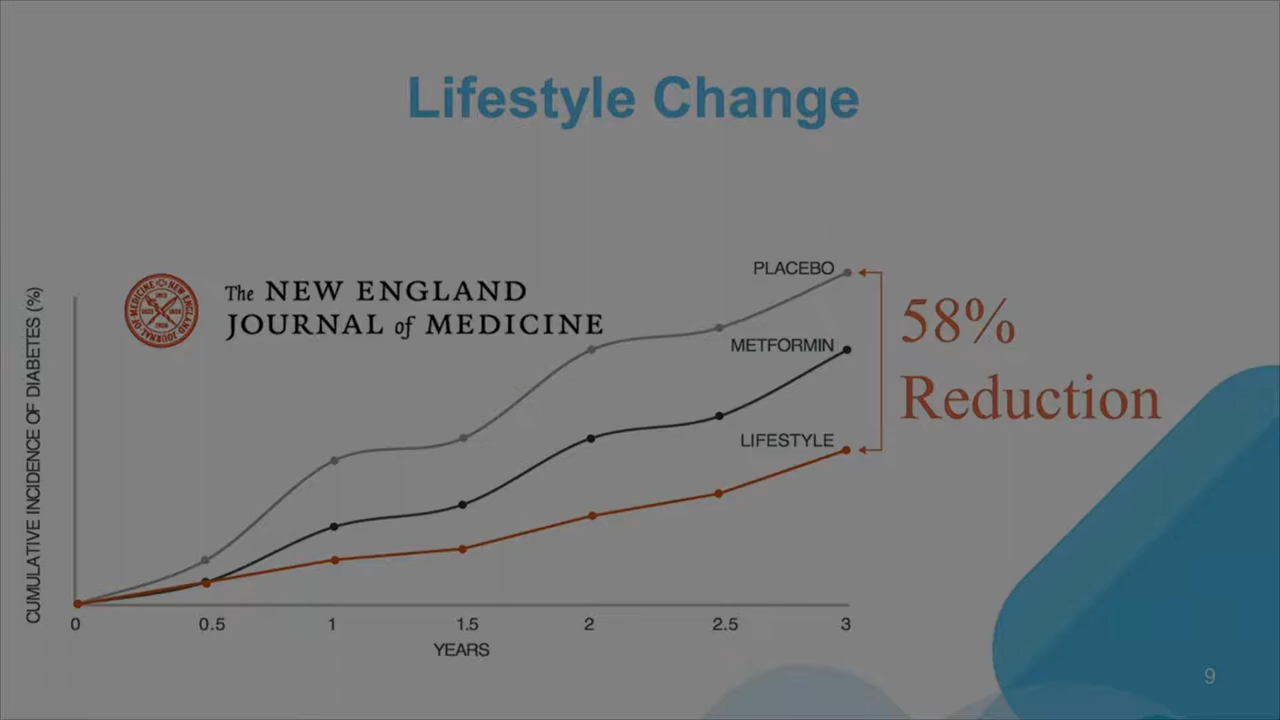 Lifestyle Change
The NEW ENGLAND
JOURNAL of MEDICINE
PLACEBO
METFORMIN
LIFESTYLE
58%
Reduction
CUMULATIVE INCIDENCE OF DIABETES (%)
0 0.5 1 1.5 2 2.5 3
YEARS
9